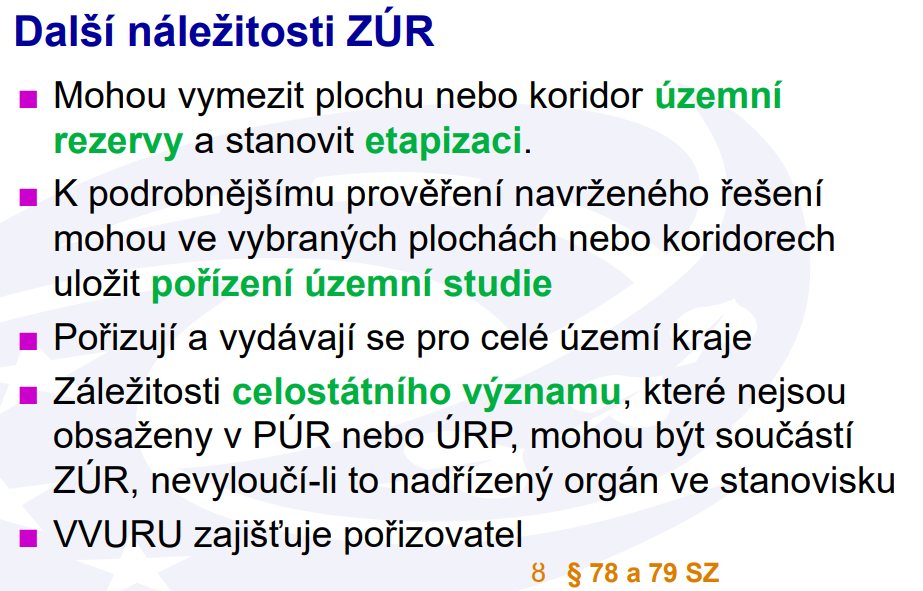 Další náležitosti ZÚR
■ Mohou vymezit plochu nebo koridor územní
rezervy a stanovit etapizaci.
■ K podrobnějšímu prověření navrženého řešení
mohou ve vybraných plochách nebo koridorech
uložit pořízení územní studie
■ Pořizují a vydávají se pro celé území kraje
■ Záležitosti celostátního významu, které nejsou
obsaženy v PÚR nebo ÚRP, mohou být součástí
ZÚR, nevyloučí-li to nadřízený orgán ve stanovisku
■ VVURU zajišťuje pořizovatel
8 § 78 a 79 SZ